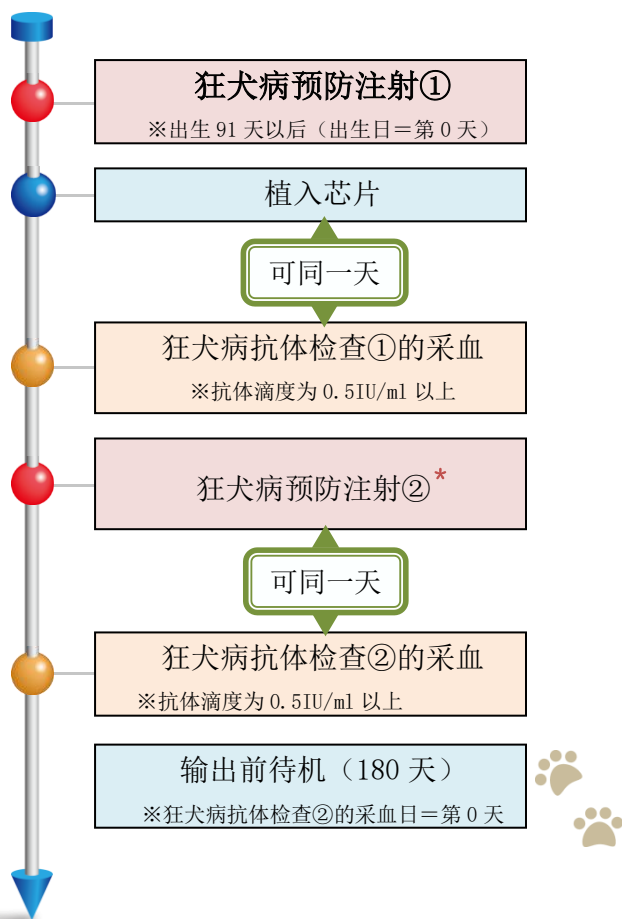 狂犬病预防注射①
※出生 91 天以后（出生日＝第 0 天）
植入芯片
可同一天
狂犬病抗体检查①的采血
※抗体滴度为 0.5IU/ml 以上
狂犬病预防注射②*
可同一天
狂犬病抗体检查②的采血
※抗体滴度为 0.5IU/ml 以上
输出前待机（180 天）
※狂犬病抗体检查②的采血日＝第 0 天